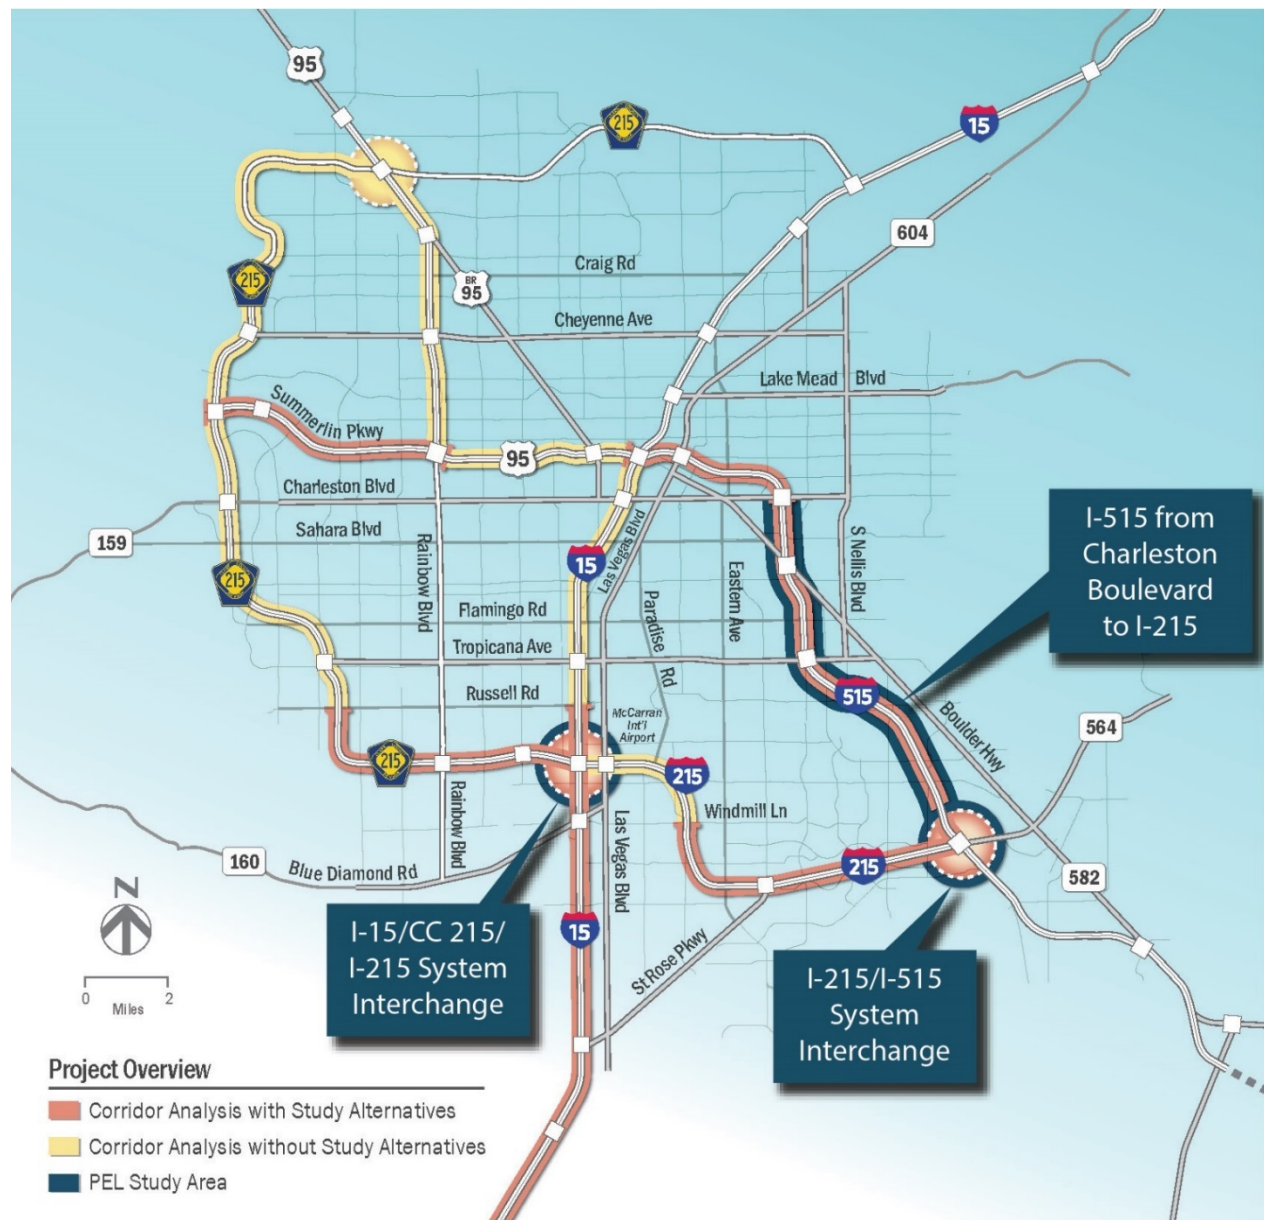 95
215
15
604
Craig Rd
215
BR
95
Cheyenne Ave
Lake Mead Blvd
Summerlin Pkwy
95
Charleston Blvd
I-515 from
Charleston
Boulevard
to I-215
159
Sahara Blvd
Rainbow Blvd
15
Las Vegas Blvd
Eastern Ave
S Nellis Blvd
215
Flamingo Rd
Paradise Rd
Tropicana Ave
Russell Rd
515
McCarran
Int'l
Airport
Boulder Hwy
564
215
215
Windmill Ln
Rainbow Blvd
Las Vegas Blvd
160
Blue Diamond Rd
215
582
N
I-15/CC 215/
I-215 System
Interchange
15
St Rose Pkwy
I-215/I-515
System
Interchange
0 2
Miles
Project Overview
Corridor Analysis with Study Alternatives
Corridor Analysis without Study Alternatives
PEL Study Area